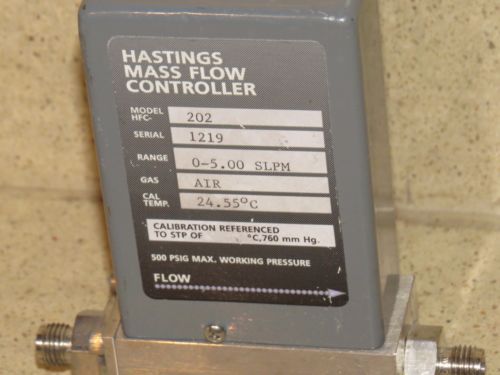 HASTINGS
MASS FLOW
CONTROLLER
MODEL HFC- 202
SERIAL 1219
RANGE 0-5.00 SLPM
GAS AIR
CAL TEMP. 24.55°C
CALIBRATION REFERENCED
TO STP OF °C,760 mm Hg.
500 PSIG MAX. WORKING PRESSURE
FLOW